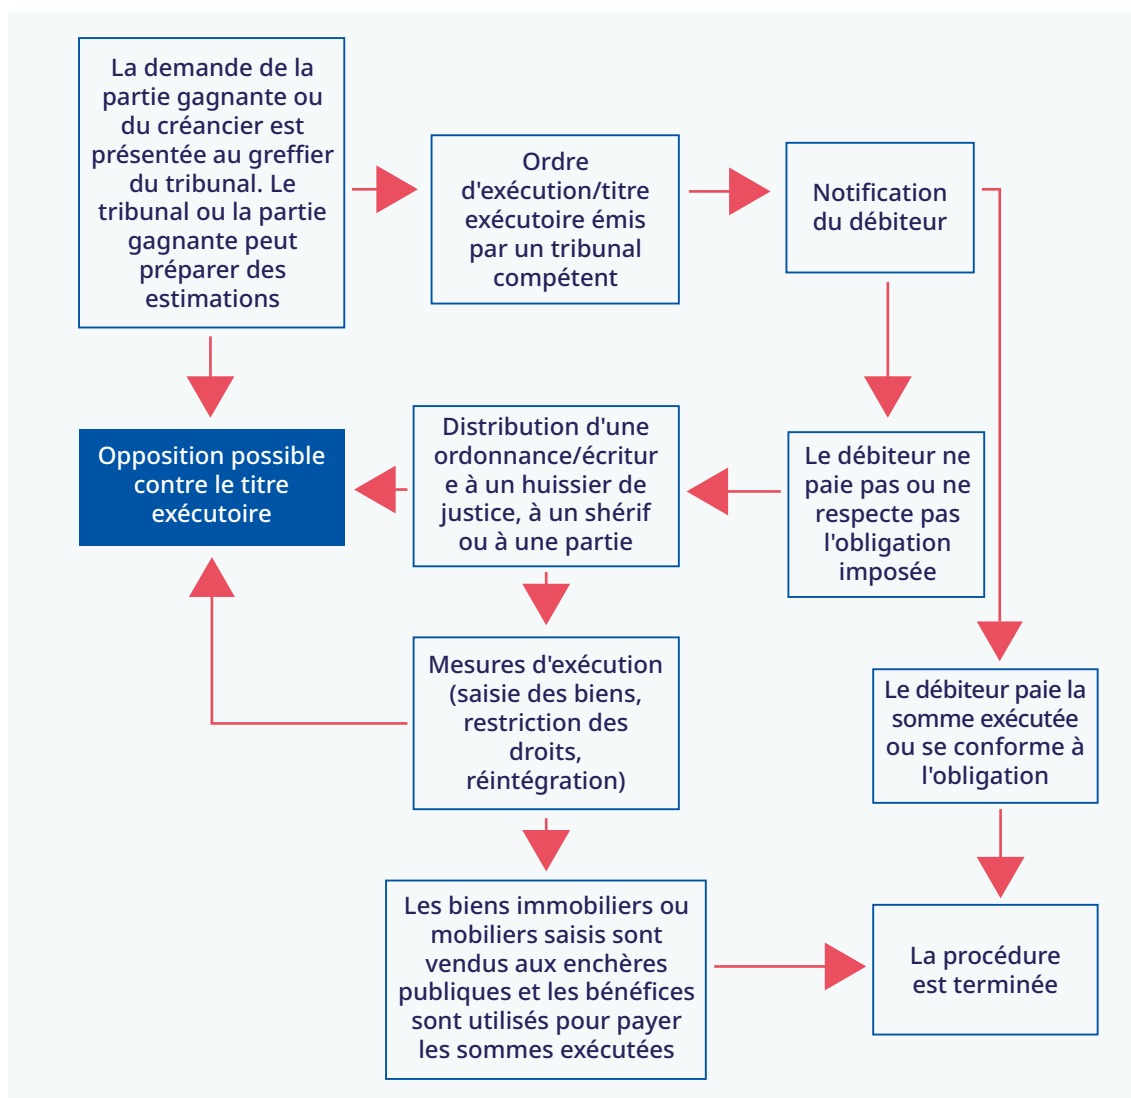 La demande de la
partie gagnante ou
du créancier est
présentée au greffier
du tribunal. Le
tribunal ou la partie
gagnante peut
préparer des
estimations
Ordre
d'exécution/titre
exécutoire émis
par un tribunal
compétent
Notification
du débiteur
Opposition possible
contre le titre
exécutoire
Distribution d'une
ordonnance/écritur
e à un huissier de
justice, à un shérif
ou à une partie
Le débiteur ne
paie pas ou ne
respecte pas
l'obligation
imposée
Mesures d'exécution
(saisie des biens,
restriction des
droits,
réintégration)
Le débiteur paie la
somme exécutée
ou se conforme à
l'obligation
Les biens immobiliers ou
mobiliers saisis sont
vendus aux enchères
publiques et les bénéfices
sont utilisés pour payer
les sommes exécutées
La procédure
est terminée